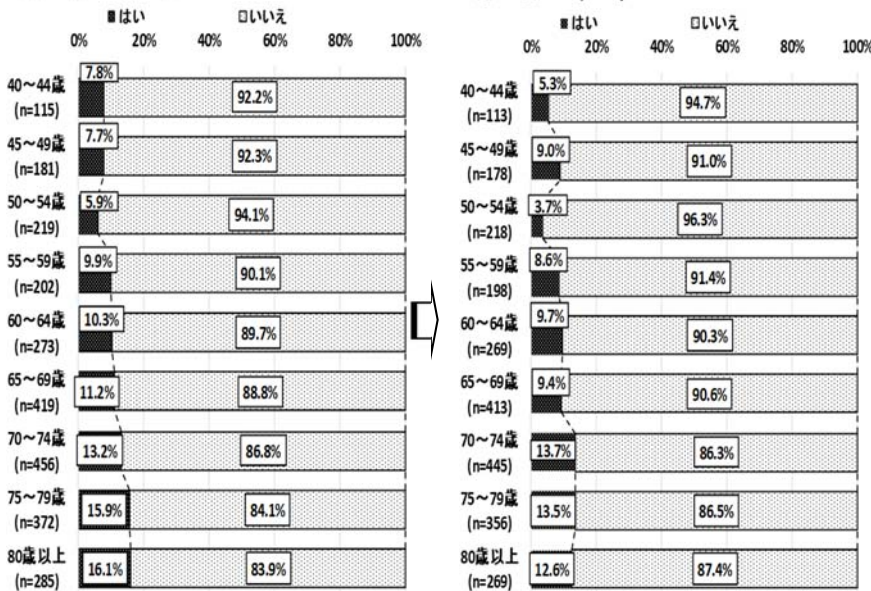 ■はい □いいえ
0% 20% 40% 60% 80% 100%
40～44歳
(n=115)
7.8%
92.2%
45～49歳
(n=181)
7.7%
92.3%
50～54歳
(n=219)
5.9%
94.1%
55～59歳
(n=202)
9.9%
90.1%
60～64歳
(n=273)
10.3%
89.7%
65～69歳
(n=419)
11.2%
88.8%
70～74歳
(n=456)
13.2%
86.8%
75～79歳
(n=372)
15.9%
84.1%
80歳以上
(n=285)
16.1%
83.9%
■はい □いいえ
0% 20% 40% 60% 80% 100%
40～44歳
(n=113)
5.3%
94.7%
45～49歳
(n=178)
9.0%
91.0%
50～54歳
(n=218)
3.7%
96.3%
55～59歳
(n=198)
8.6%
91.4%
60～64歳
(n=269)
9.7%
90.3%
65～69歳
(n=413)
9.4%
90.6%
70～74歳
(n=445)
13.7%
86.3%
75～79歳
(n=356)
13.5%
86.5%
80歳以上
(n=269)
12.6%
87.4%